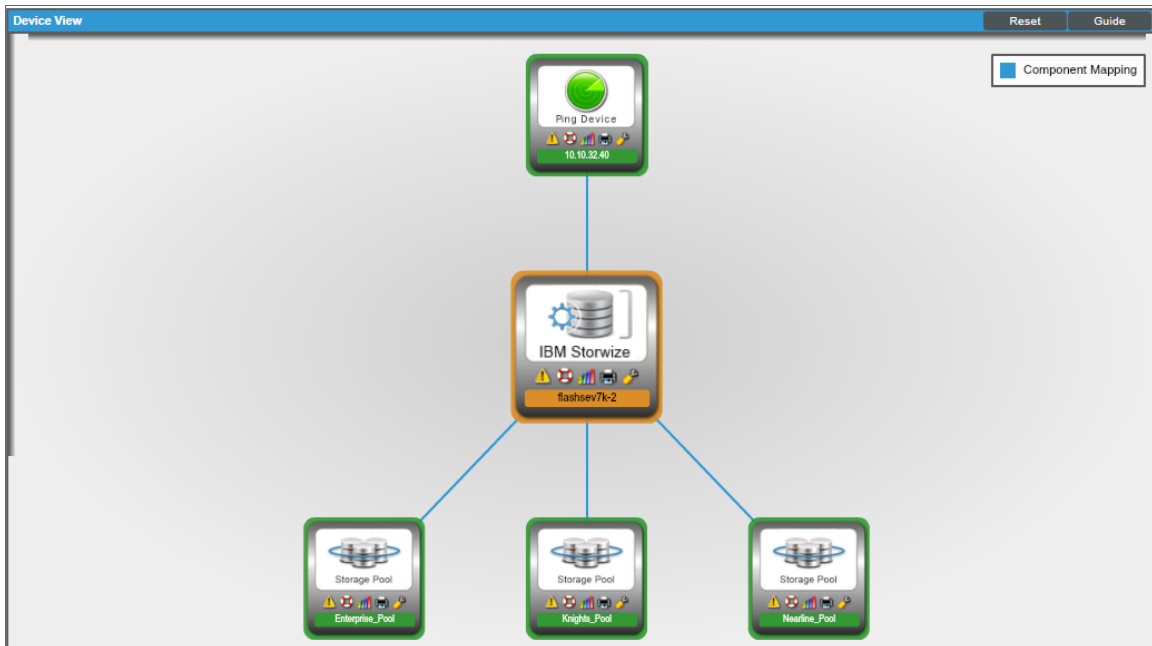 Device View
Reset
Guide
Component Mapping
Ping Device
10.10.32.40
IBM Storwize
flashsev7k-2
Storage Pool
Enterprise_Pool
Storage Pool
Knights_Pool
Storage Pool
Nearline_Pool